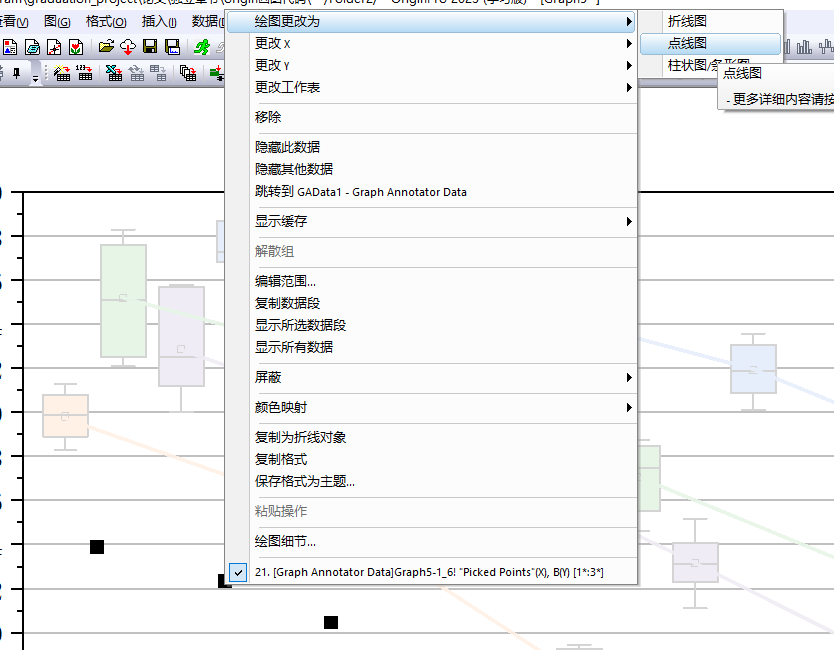 图(G) 格式(O) 插入(I) 数据
绘图更改为
更改 X
更改 Y
更改工作表
移除
隐藏此数据
隐藏其他数据
跳转到 GAData1 - Graph Annotator Data
显示缓存
解散组
编辑范围...
复制数据段
显示所选数据段
显示所有数据
屏蔽
颜色映射
复制为折线对象
复制格式
保存格式为主题...
粘贴操作
绘图细节...
21. [Graph Annotator Data]Graph5-1_6! "Picked Points"(X), B(Y) [1*:3*]
折线图
点线图
柱状图/条形图
点线图
- 更多详细内容请按